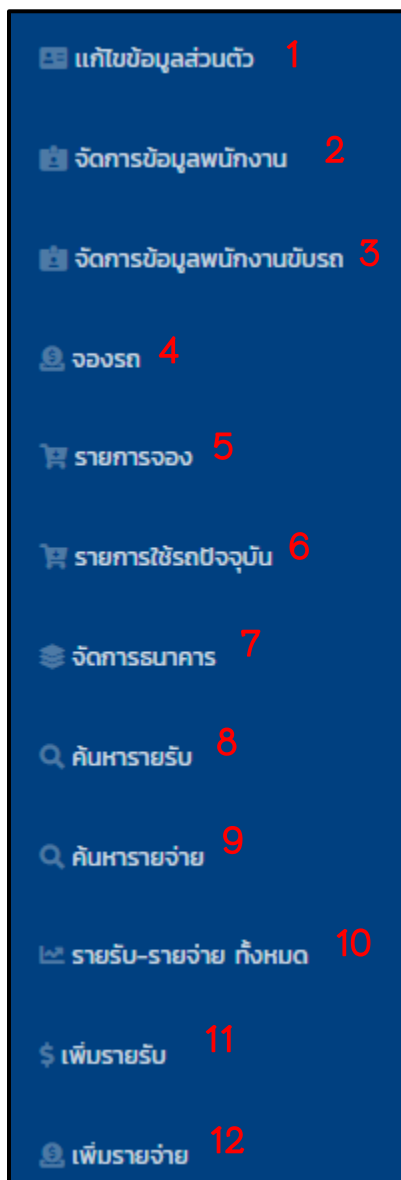 แก้ไขข้อมูลส่วนตัว 1
จัดการข้อมูลพนักงาน 2
จัดการข้อมูลพนักงานขับรถ 3
จองรถ 4
รายการจอง 5
รายการใช้รถปัจจุบัน 6
จัดการธนาคาร 7
ค้นหารายรับ 8
ค้นหารายจ่าย 9
รายรับ-รายจ่าย ทั้งหมด 10
$ เพิ่มรายรับ 11
เพิ่มรายจ่าย 12